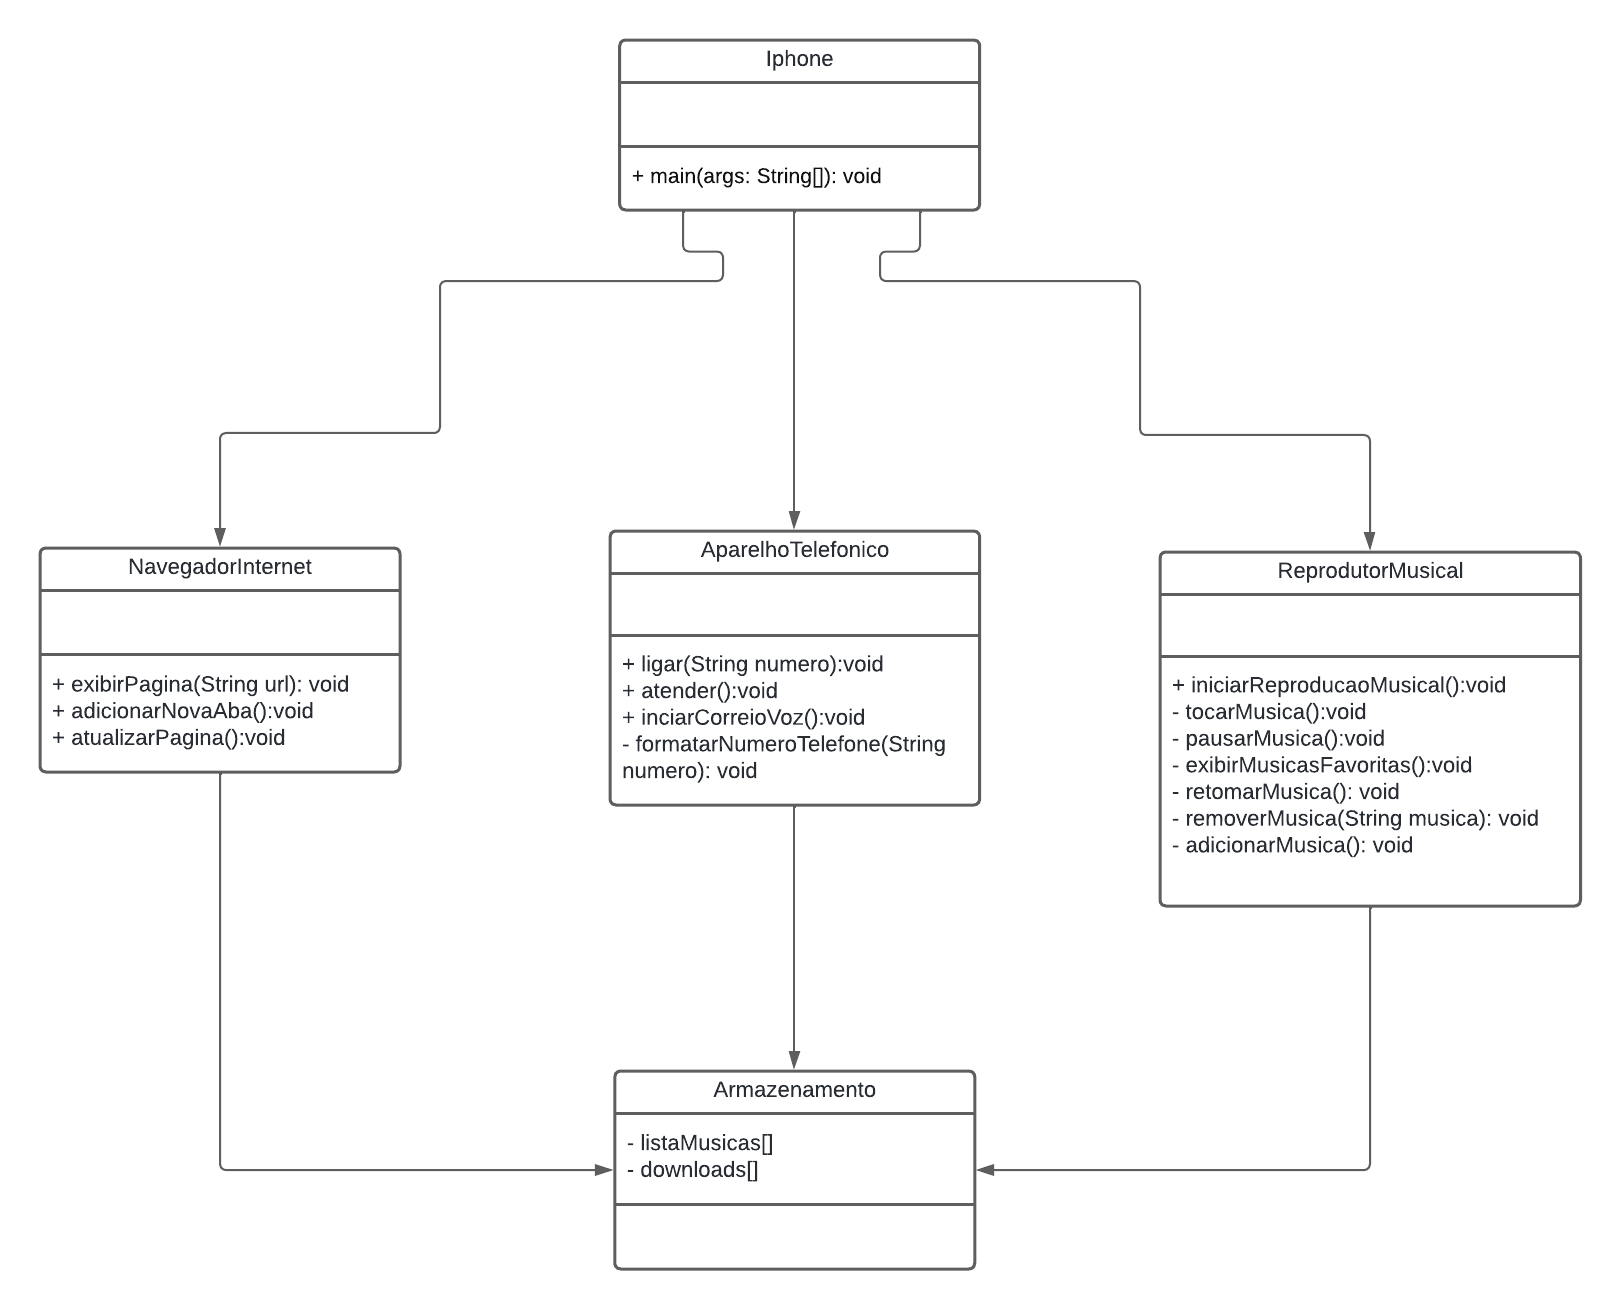 Iphone
+ main(args: String[]): void
NavegadorInternet
+ exibirPagina(String url): void
+ adicionarNovaAba():void
+ atualizarPagina():void
AparelhoTelefonico
+ ligar(String numero):void
+ atender():void
+ inciarCorreioVoz():void
- formatarNumeroTelefone(String
numero): void
ReprodutorMusical
+ iniciarReproducaoMusical():void
- tocarMusica():void
- pausarMusica():void
- exibirMusicasFavoritas():void
- retomarMusica(): void
- removerMusica(String musica): void
- adicionarMusica(): void
Armazenamento
- listaMusicas[]
- downloads[]